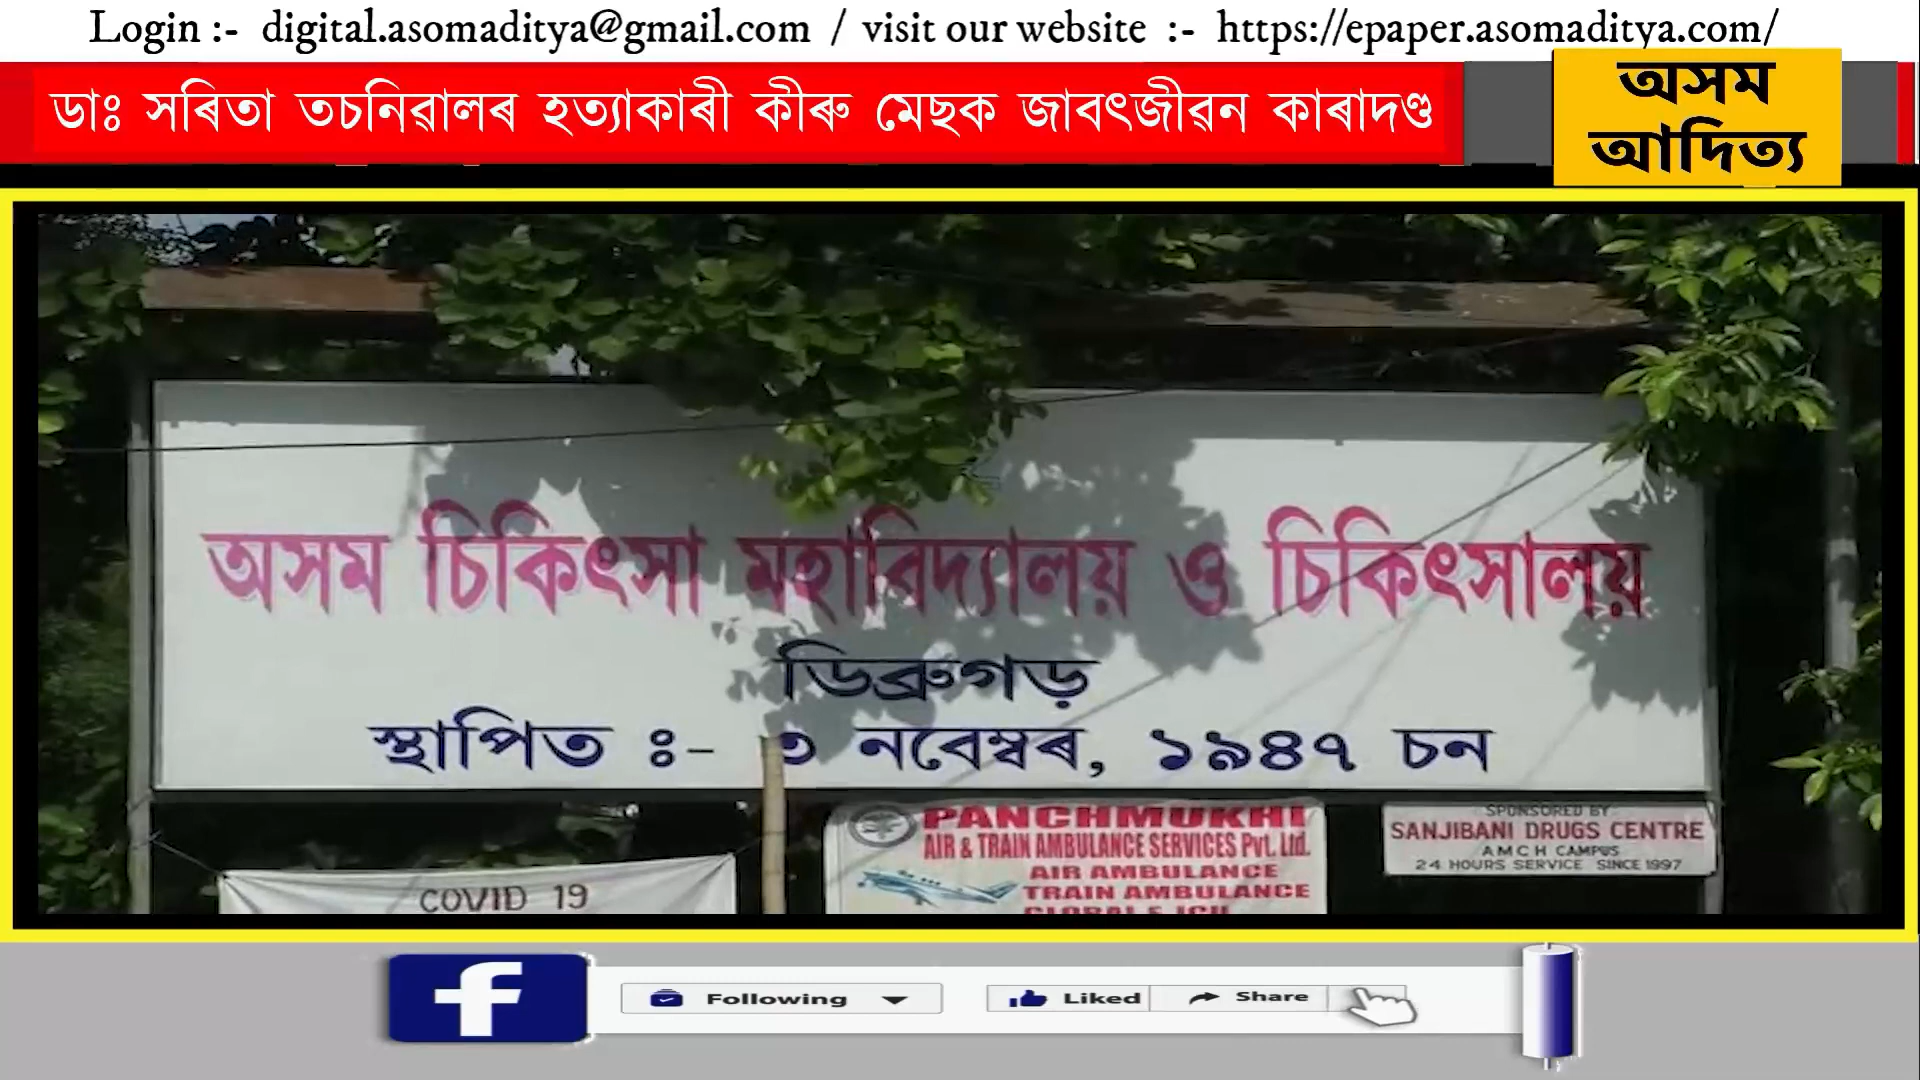 Login :- digital.asomaditya@gmail.com / visit our website :- https://epaper.asomaditya.com/
ডাঃ সৰিতা তচনিৱালৰ হত্যাকাৰী কীৰু মেছক জাবৎজীৱন কাৰাদণ্ড
অসম
আদিত্য
অসম চিকিৎসা মহাবিদ্যালয় ও চিকিৎসালয়
ডিব্রুগড়
স্থাপিত ঃ- ৩ নবেম্বৰ, ১৯৪৭ চন
PANCHMUKHI
AIR & TRAIN AMBULANCE SERVICES Pvt. Ltd.
AIR AMBULANCE
TRAIN AMBULANCE
SPONSORED BY
SANJIBANI DRUGS CENTRE
AMCH CAMPUS
24 HOURS SERVICE SINCE 1997
COVID 19
f
Following
Liked
Share